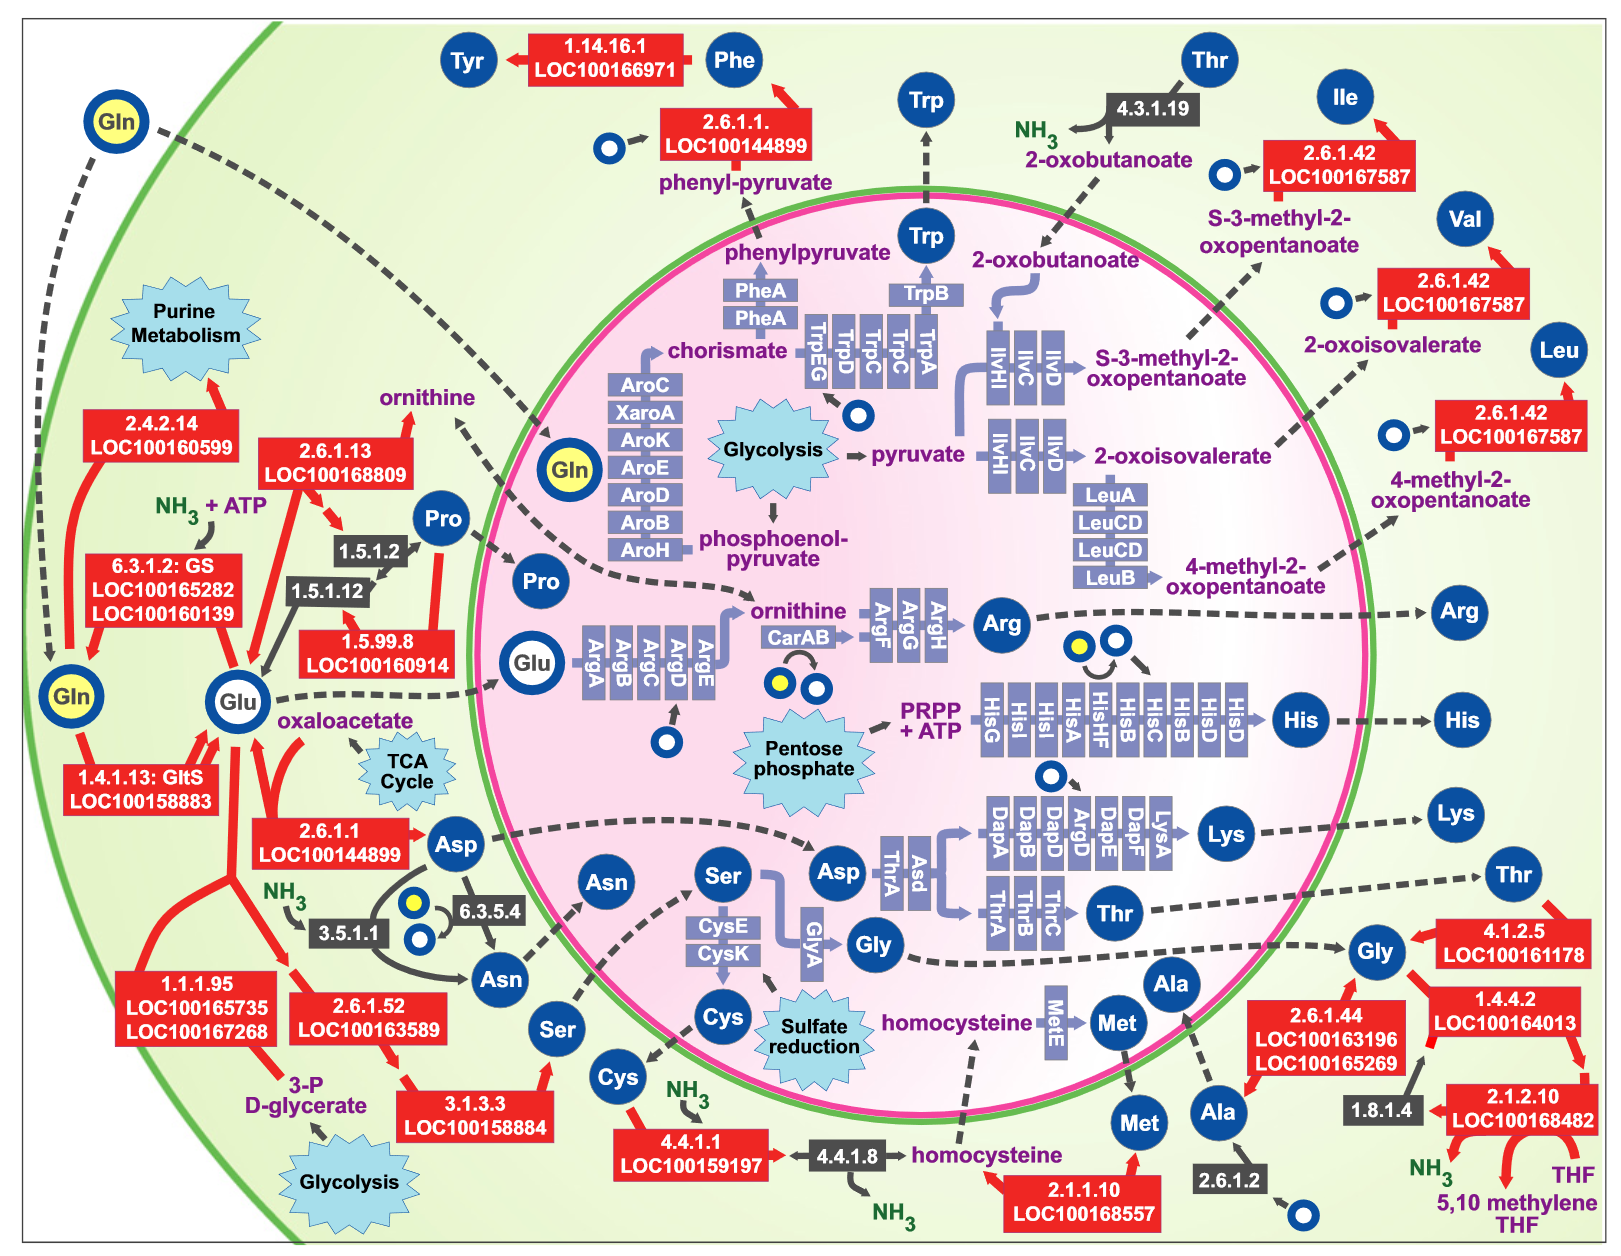 Tyr
1.14.16.1
LOC100166971
Phe
Thr
4.3.1.19
NH3
2-oxobutanoate
Trp
Ile
2.6.1.42
LOC100167587
S-3-methyl-2-
oxopentanoate
Val
2.6.1.42
LOC100167587
2-oxoisovalerate
Leu
2.6.1.42
LOC100167587
4-methyl-2-
oxopentanoate
Gln
2.6.1.1.
LOC100144899
phenyl-pyruvate
Trp
phenylpyruvate
2-oxobutanoate
PheA
PheA
TrpB
chorismate
TrpEG
TrpD
TrpC
TrpC
TrpA
IlvHI
IlvC
IlvD
S-3-methyl-2-
oxopentanoate
Purine
Metabolism
2.4.2.14
LOC100160599
ornithine
2.6.1.13
LOC100168809
NH3 + ATP
6.3.1.2: GS
LOC100165282
LOC100160139
Pro
1.5.1.2
1.5.1.12
1.5.99.8
LOC100160914
Gln
AroC
XaroA
AroK
AroE
AroD
AroB
AroH
Glycolysis
pyruvate
IlvHI
IlvC
IlvD
2-oxoisovalerate
phosphoenol-
pyruvate
LeuA
LeuCD
LeuCD
LeuB
4-methyl-2-
oxopentanoate
Pro
ornithine
CarAB
ArgF
ArgG
ArgH
Arg
Arg
Glu
ArgA
ArgB
ArgC
ArgD
ArgE
Gln
Glu
oxaloacetate
TCA
Cycle
1.4.1.13: GltS
LOC100158883
2.6.1.1
LOC100144899
Asp
Pentose
phosphate
PRPP
+ ATP
HisG
HisI
HisI
HisA
HisHF
HisB
HisC
HisB
HisD
HisD
His
His
DapA
DapB
DapD
ArgD
DapE
DapF
LysA
Lys
Lys
Asp
ThrA
Asd
ThrA
ThrB
ThrC
Thr
Thr
NH3
3.5.1.1
6.3.5.4
Asn
Asn
Ser
CysE
CysK
GlyA
Gly
Cys
Sulfate
reduction
homocysteine
MetE
Met
Ala
Gly
4.1.2.5
LOC100161178
1.4.4.2
LOC100164013
2.6.1.44
LOC100163196
LOC100165269
1.8.1.4
2.1.2.10
LOC100168482
NH3
THF
5,10 methylene
THF
1.1.1.95
LOC100165735
LOC100167268
2.6.1.52
LOC100163589
Ser
3-P
D-glycerate
3.1.3.3
LOC100158884
Glycolysis
Cys
NH3
4.4.1.1
LOC100159197
4.4.1.8
homocysteine
NH3
2.1.1.10
LOC100168557
Met
Ala
2.6.1.2